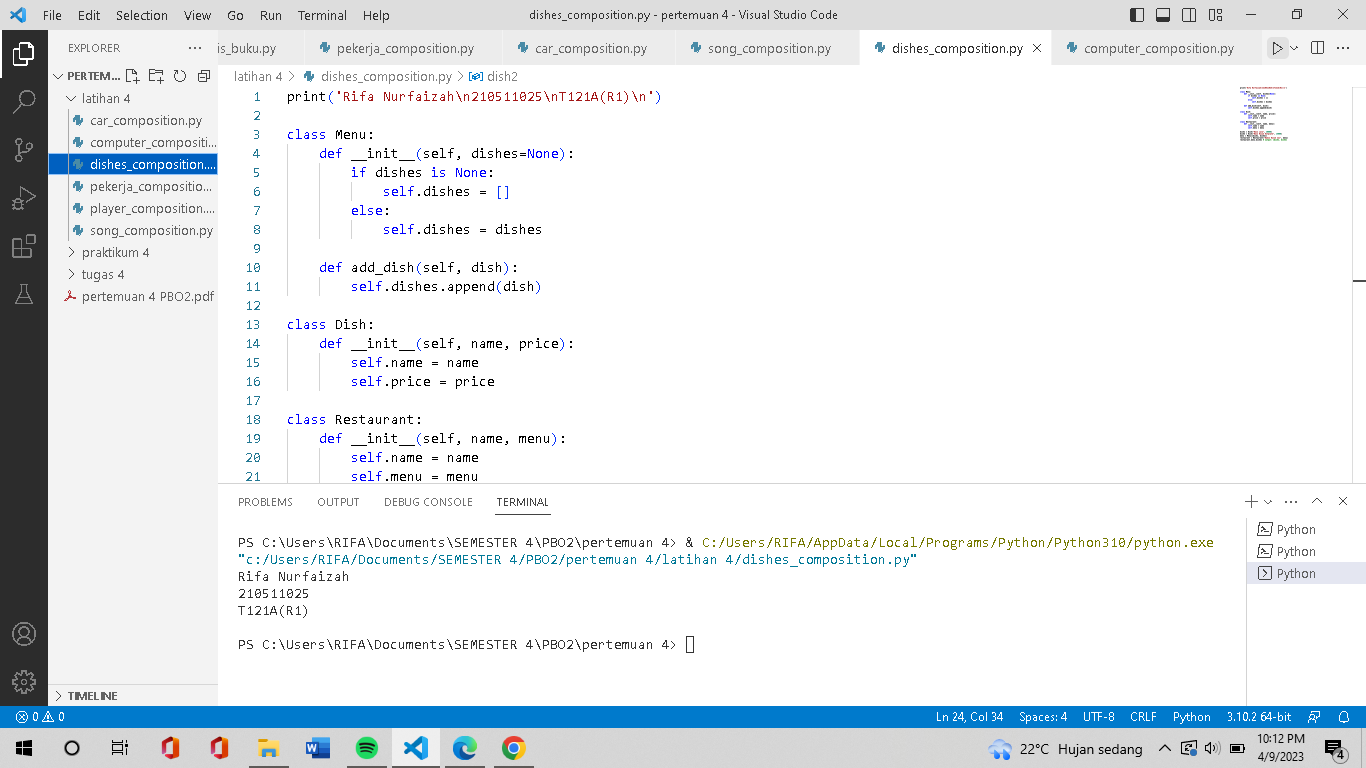 File Edit Selection View Go Run Terminal Help
dishes_composition.py - pertemuan 4 - Visual Studio Code
EXPLORER
PERTEM...
latihan 4
car_composition.py
computer_compositi...
dishes_composition....
pekerja_compositio...
player_composition....
song_composition.py
praktikum 4
tugas 4
pertemuan 4 PBO2.pdf
TIMELINE
is_buku.py pekerja_composition.py car_composition.py song_composition.py dishes_composition.py computer_composition.py
latihan 4 > dishes_composition.py > dish2
1 print('Rifa Nurfaizah\n210511025\nT121A(R1)\n')
2
3 class Menu:
4 def __init__(self, dishes=None):
5 if dishes is None:
6 self.dishes = []
7 else:
8 self.dishes = dishes
9
10 def add_dish(self, dish):
11 self.dishes.append(dish)
12
13 class Dish:
14 def __init__(self, name, price):
15 self.name = name
16 self.price = price
17
18 class Restaurant:
19 def __init__(self, name, menu):
20 self.name = name
21 self.menu = menu
PROBLEMS OUTPUT DEBUG CONSOLE TERMINAL
PS C:\Users\RIFA\Documents\SEMESTER 4\PBO2\pertemuan 4> & C:/Users/RIFA/AppData/Local/Programs/Python/Python310/python.exe
"c:/Users/RIFA/Documents/SEMESTER 4/PBO2/pertemuan 4/latihan 4/dishes_composition.py"
Rifa Nurfaizah
210511025
T121A(R1)
PS C:\Users\RIFA\Documents\SEMESTER 4\PBO2\pertemuan 4>
Python
Python
Python
0 0 Ln 24, Col 34 Spaces: 4 UTF-8 CRLF Python 3.10.2 64-bit
22°C Hujan sedang
10:12 PM
4/9/2023
4